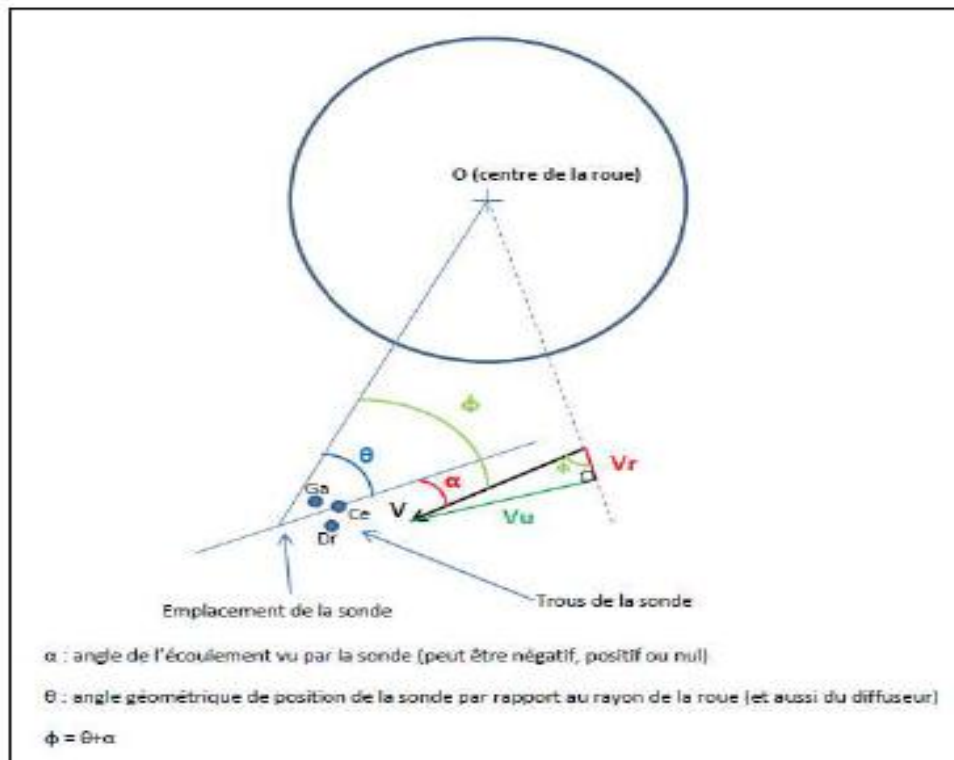 O (centre de la roue)
ϕ
θ
α
ϕ
Vr
Ga
Ce
V
Vu
Dr
Emplacement de la sonde
Trous de la sonde
α : angle de l'écoulement vu par la sonde (peut être négatif, positif ou nul)
θ : angle géométrique de position de la sonde par rapport au rayon de la roue (et aussi du diffuseur)
ϕ = θ+α